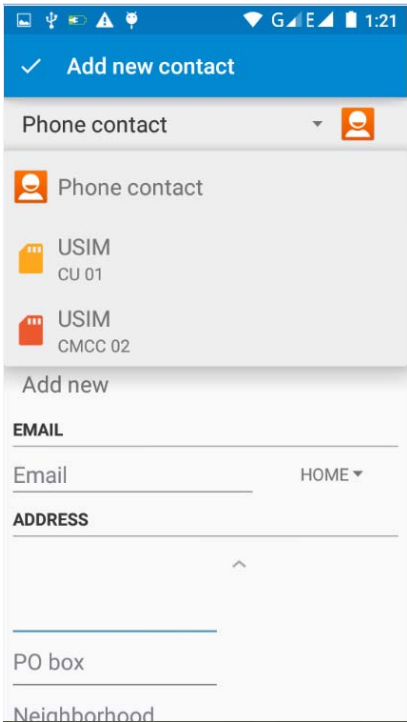 G E 1:21
Add new contact
Phone contact
Phone contact
USIM
CU 01
USIM
CMCC 02
Add new
EMAIL
Email HOME
ADDRESS
PO box
Neighborhood